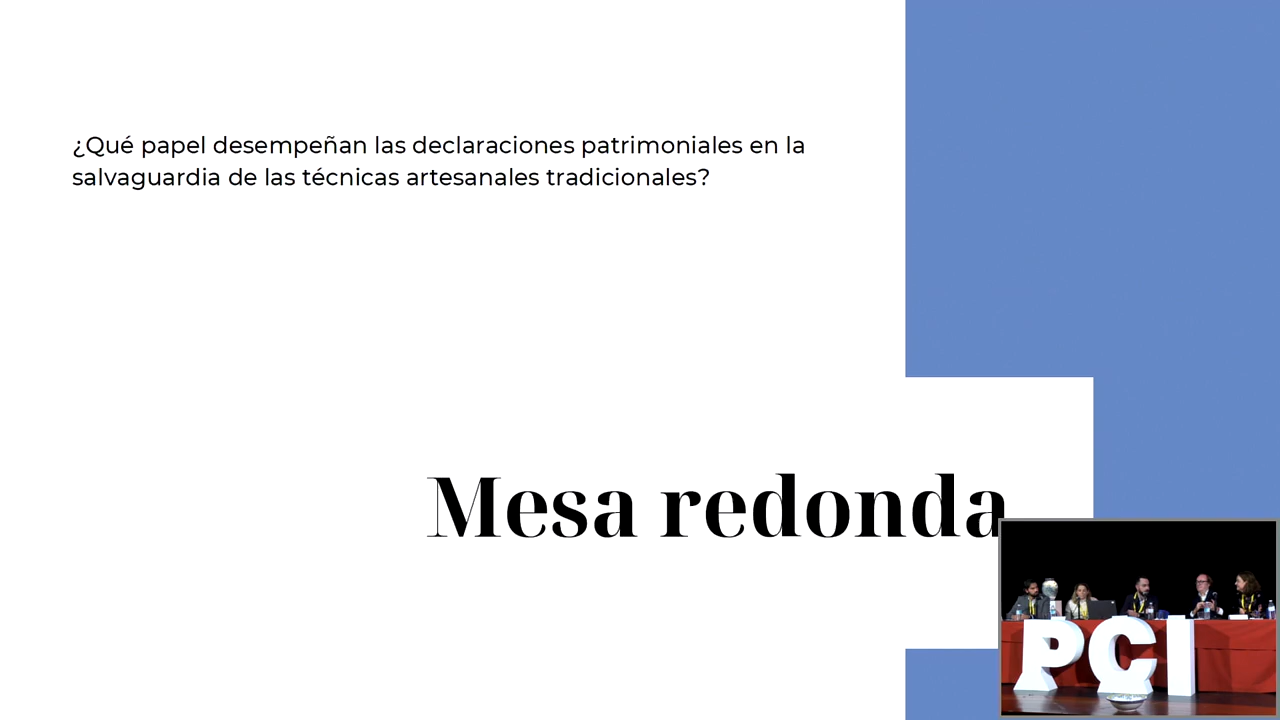 ¿Qué papel desempeñan las declaraciones patrimoniales en la
salvaguardia de las técnicas artesanales tradicionales?
Mesa redonda
PCI